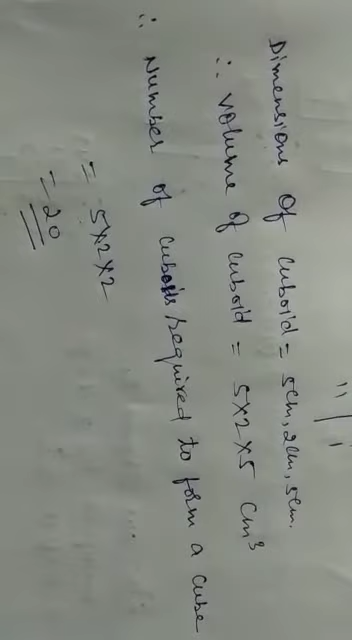 Dimensions of cuboid = 5cm, 2cm, 5cm.
∴ volume of cuboid = 5×2×5 cm³
∴ Number of cuboids required to form a cube
= 5×2×2
= 20